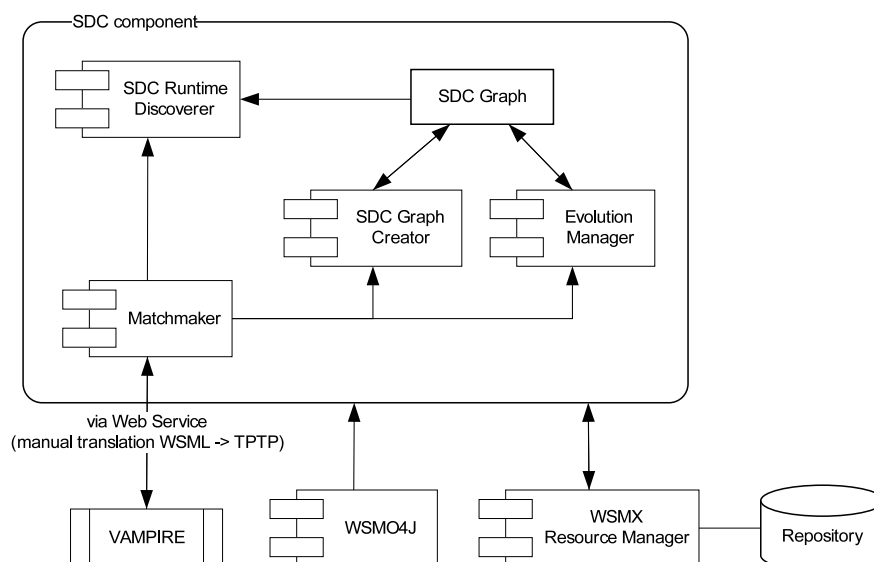 SDC component
SDC Runtime
Discoverer
SDC Graph
SDC Graph
Creator
Evolution
Manager
Matchmaker
via Web Service
(manual translation WSML -> TPTP)
VAMPIRE
WSMO4J
WSMX
Resource Manager
Repository